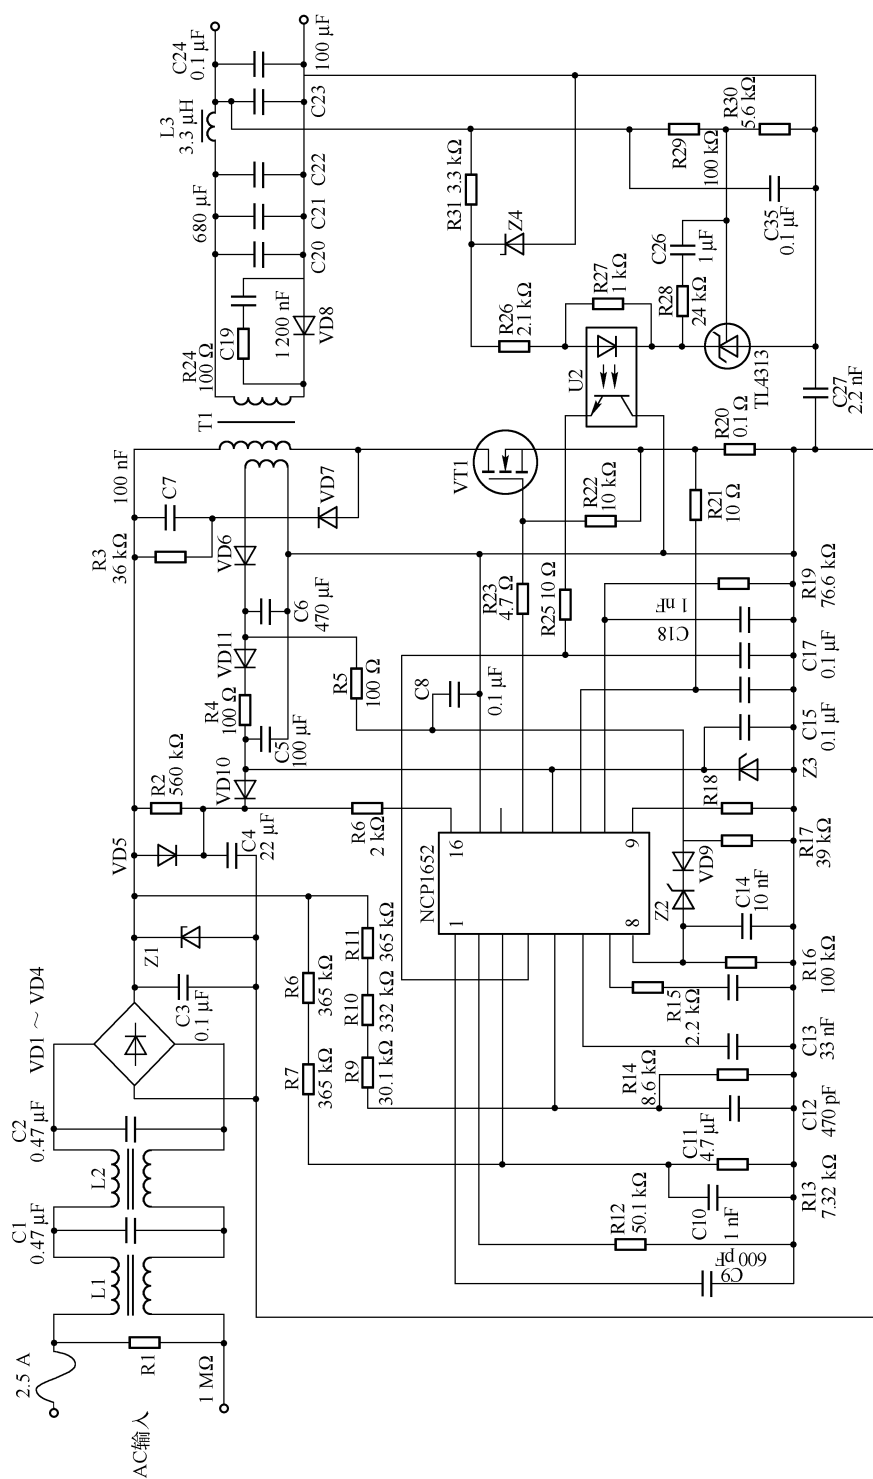 AC输入
2.5 A
R1
1 MΩ
L1
C1
0.47 μF
L2
C2
0.47 μF
VD1 ～ VD4
C3
0.1 μF
Z1
VD5
C4
22 μF
R2
560 kΩ
VD10
R4
100 Ω
C5
100 μF
VD11
C6
470 μF
VD6
R3
36 kΩ
C7
100 nF
VD7
T1
R24
100 Ω
C19
1200 nF
VD8
C20
C21
C22
680 μF
L3
3.3 μH
C23
100 μF
C24
0.1 μF
R6
365 kΩ
R7
365 kΩ
R11
365 kΩ
R10
332 kΩ
R9
30.1 kΩ
R6
2 kΩ
R5
100 Ω
C8
0.1 μF
NCP1652
1
16
8
9
R23
4.7 Ω
VT1
R25 10 Ω
R22
10 kΩ
U2
R26
2.1 kΩ
R27
1 kΩ
R31 3.3 kΩ
Z4
R28
24 kΩ
C26
1 μF
TL4313
R29
100 kΩ
R30
5.6 kΩ
C35
0.1 μF
C27
2.2 nF
R20
0.1 Ω
R21
10 Ω
R19
76.6 kΩ
C18
1 nF
C17
0.1 μF
C15
0.1 μF
Z3
R18
R17
39 kΩ
VD9
Z2
C14
10 nF
R16
100 kΩ
R15
2.2 kΩ
C13
33 nF
R14
8.6 kΩ
C12
470 pF
C11
4.7 μF
R13
7.32 kΩ
C10
1 nF
R12
50.1 kΩ
C9
600 pF